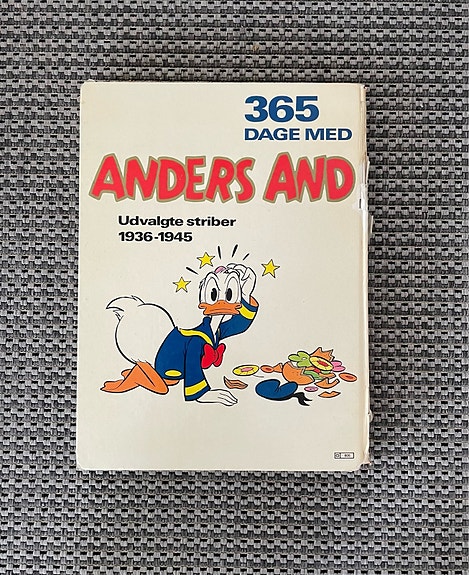 365
DAGE MED
ANDERS AND
Udvalgte striber
1936-1945